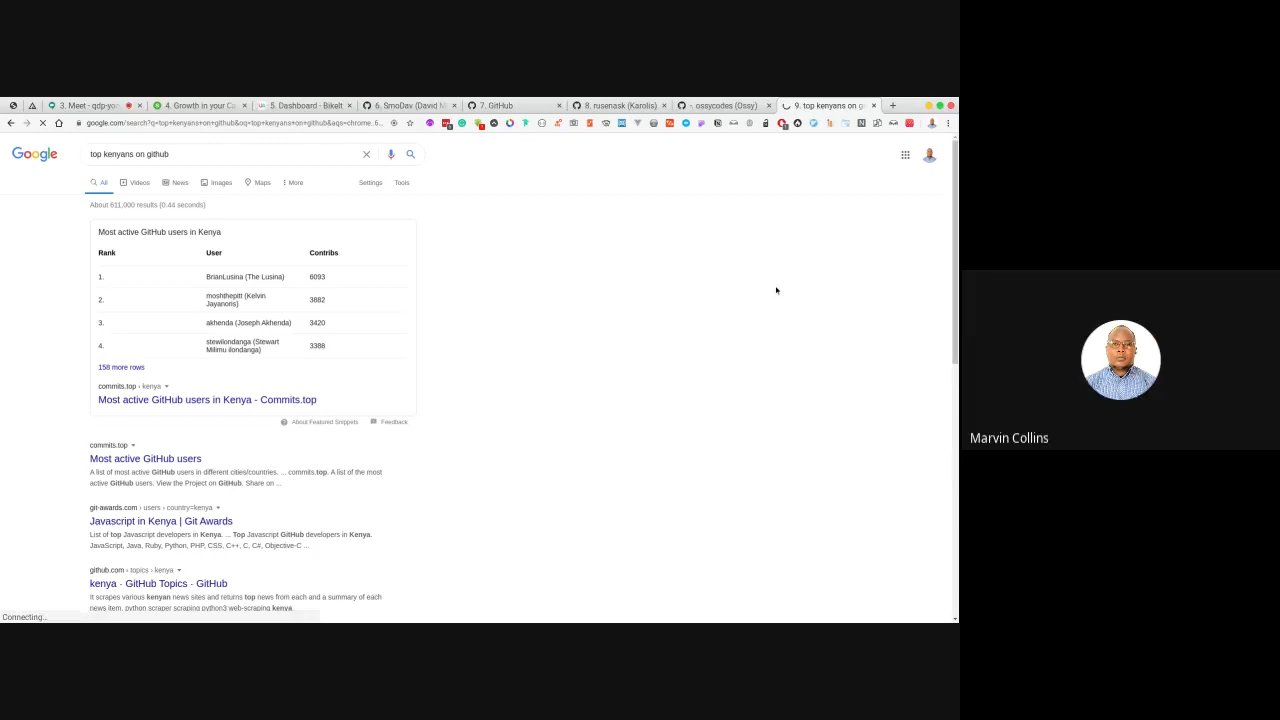 3. Meet - qdp-yon
4. Growth in your Ca
5. Dashboard - BikeIt
6. SmoDav (David M
7. GitHub
8. rusenask (Karolis)
-. ossycodes (Ossy)
9. top kenyans on gi
google.com/search?q=top+kenyans+on+github&oq=top+kenyans+on+github&aqs=chrome..6...
Google
top kenyans on github
All
Videos
News
Images
Maps
More
Settings
Tools
About 611,000 results (0.44 seconds)
Most active GitHub users in Kenya
Rank User Contribs
1. BrianLusina (The Lusina) 6093
2. moshthepitt (Kelvin Jayanoris) 3882
3. akhenda (Joseph Akhenda) 3420
4. stewilondanga (Stewart Milimu ilondanga) 3388
158 more rows
commits.top › kenya
Most active GitHub users in Kenya - Commits.top
About Featured Snippets
Feedback
commits.top
Most active GitHub users
A list of most active GitHub users in different cities/countries. ... commits.top. A list of the most
active GitHub users. View the Project on GitHub. Share on ...
git-awards.com › users › country=kenya
Javascript in Kenya | Git Awards
List of top Javascript developers in Kenya. ... Top Javascript GitHub developers in Kenya.
JavaScript, Java, Ruby, Python, PHP, CSS, C++, C, C#, Objective-C ...
github.com › topics › kenya
kenya · GitHub Topics · GitHub
It scrapes various kenyan news sites and returns top news from each and a summary of each
news item. python scraper scraping python3 web-scraping kenya.
Connecting...
Marvin Collins